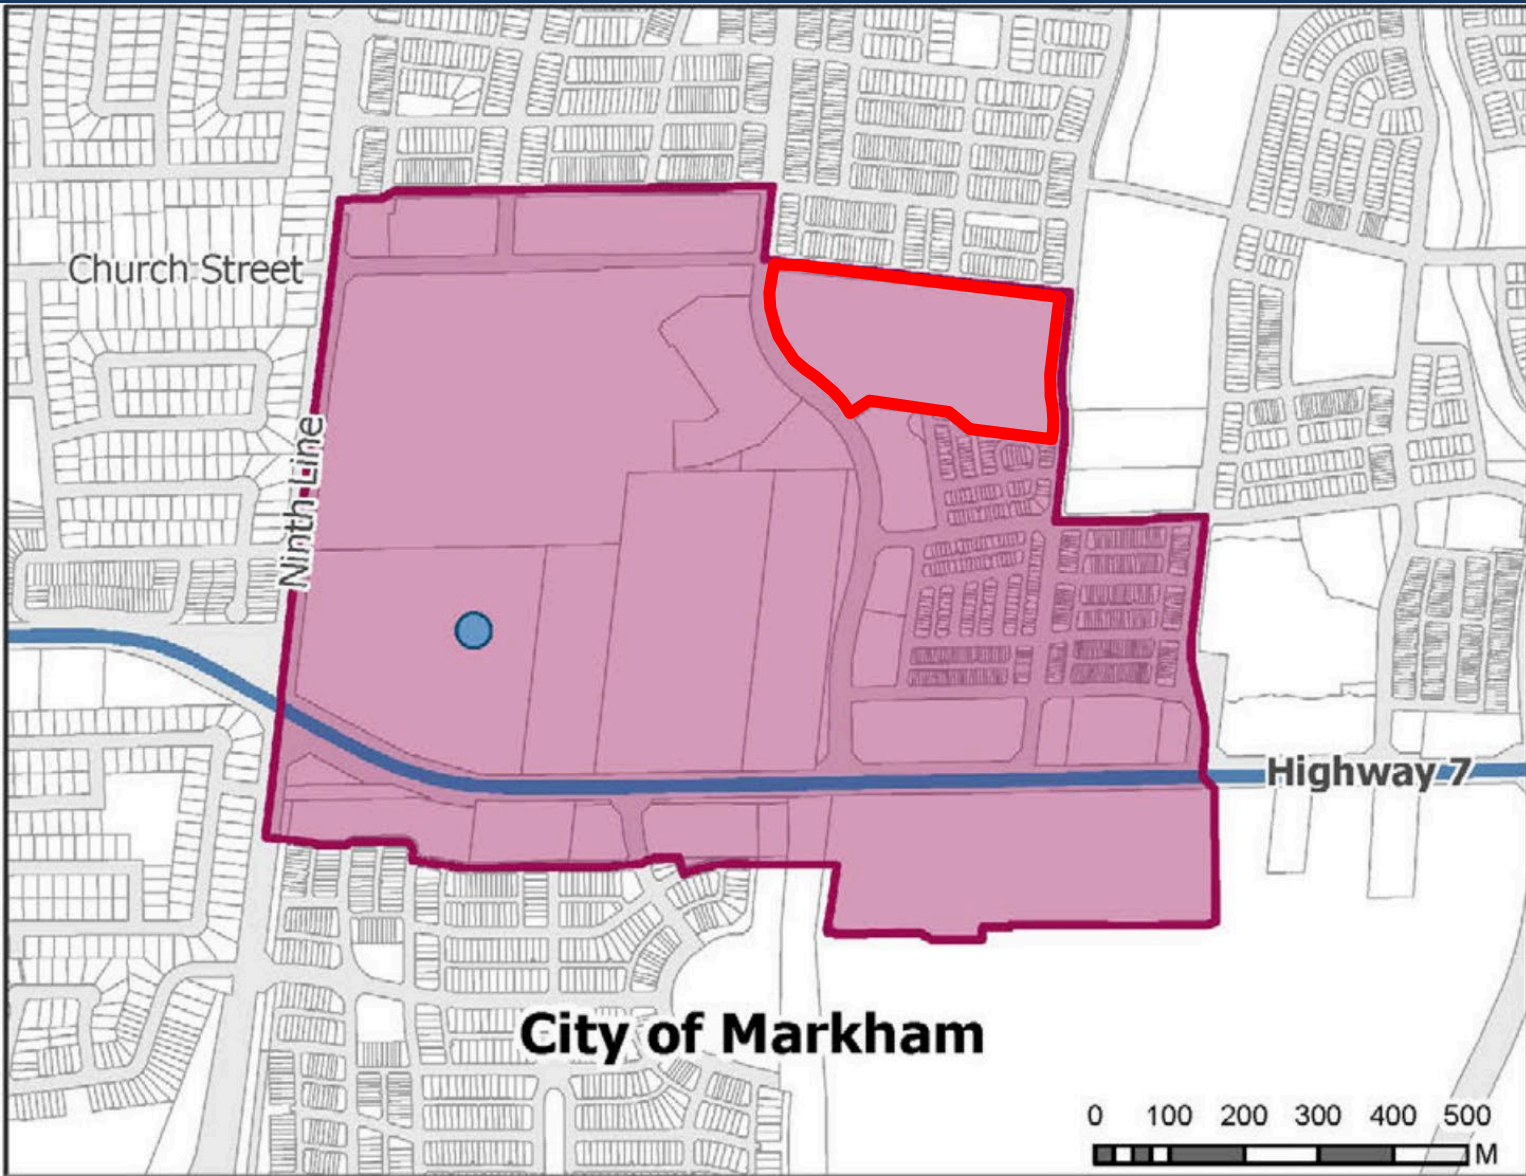 Church Street
Ninth Line
Highway 7
City of Markham
0 100 200 300 400 500
M